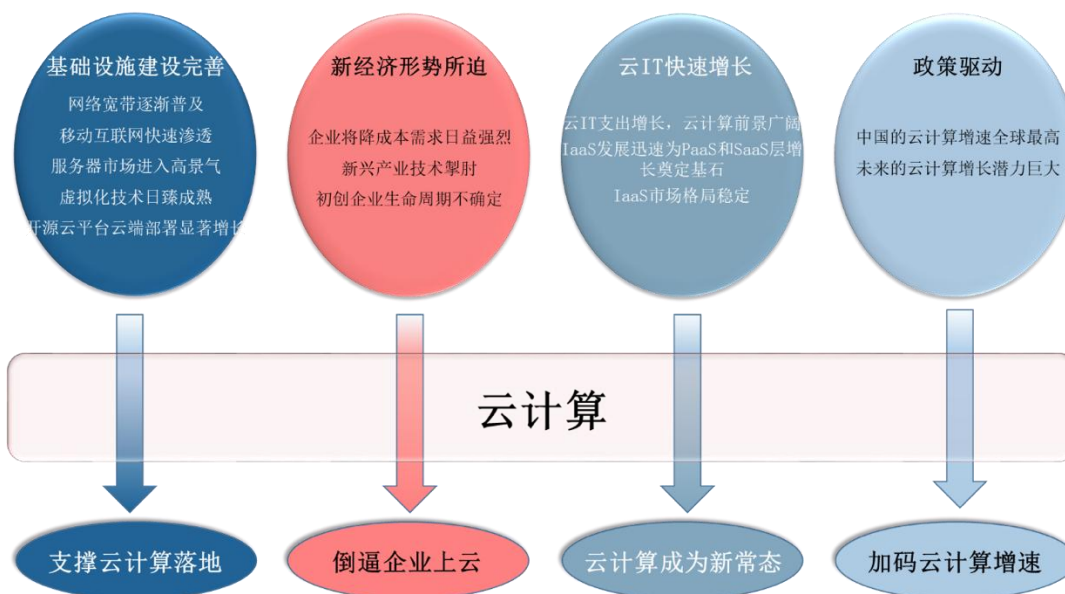 基础设施建设完善
网络宽带逐渐普及
移动互联网快速渗透
服务器市场进入高景气
虚拟化技术日臻成熟
开源云平台云端部署显著增长
新经济形势所迫
企业将降成本需求日益强烈
新兴产业技术掣肘
初创企业生命周期不确定
云IT快速增长
云IT支出增长，云计算前景广阔
IaaS发展迅速为PaaS和SaaS层增
长奠定基石
IaaS市场格局稳定
政策驱动
中国的云计算增速全球最高
未来的云计算增长潜力巨大
云计算
支撑云计算落地
倒逼企业上云
云计算成为新常态
加码云计算增速